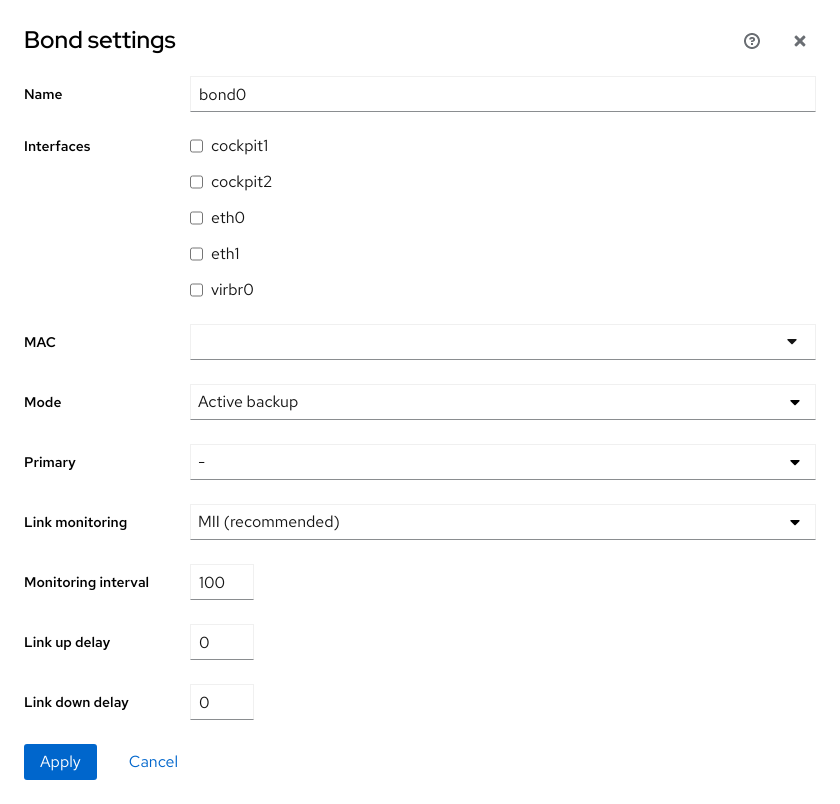 Bond settings
Name bond0
Interfaces cockpit1
cockpit2
eth0
eth1
virbr0
MAC
Mode Active backup
Primary -
Link monitoring MII (recommended)
Monitoring interval 100
Link up delay 0
Link down delay 0
Apply Cancel